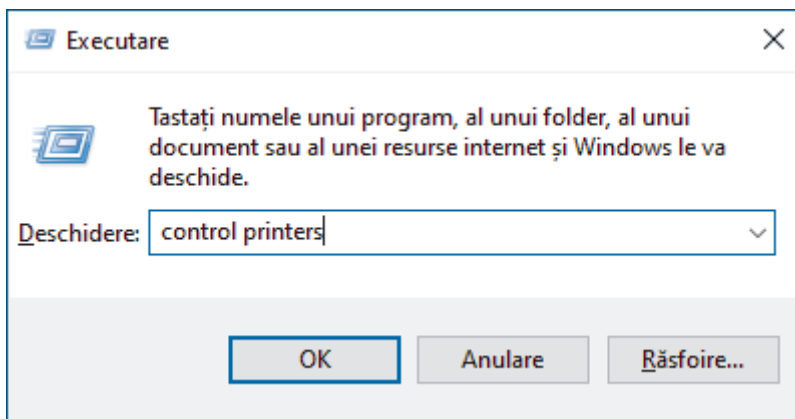 Executare
Tastați numele unui program, al unui folder, al unui
document sau al unei resurse internet și Windows le va
deschide.
Deschidere: control printers
OK Anulare Răsfoire...